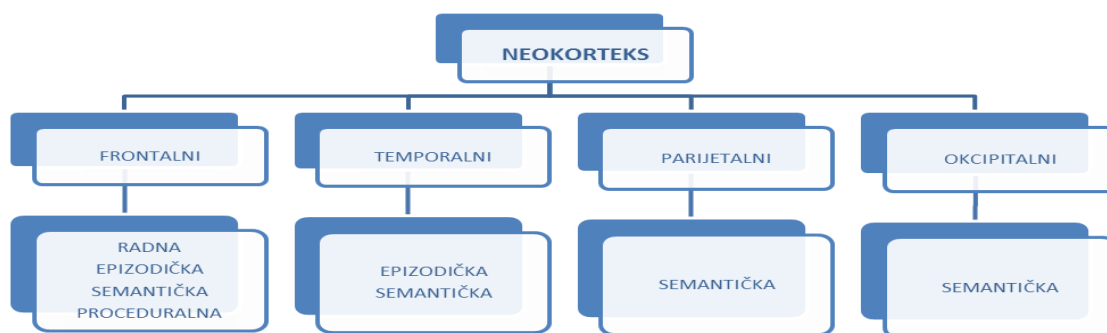 NEOKORTEKS
FRONTALNI
TEMPORALNI
PARIJETALNI
OKCIPITALNI
RADNA
EPIZODIČKA
SEMANTIČKA
PROCEDURALNA
EPIZODIČKA
SEMANTIČKA
SEMANTIČKA
SEMANTIČKA